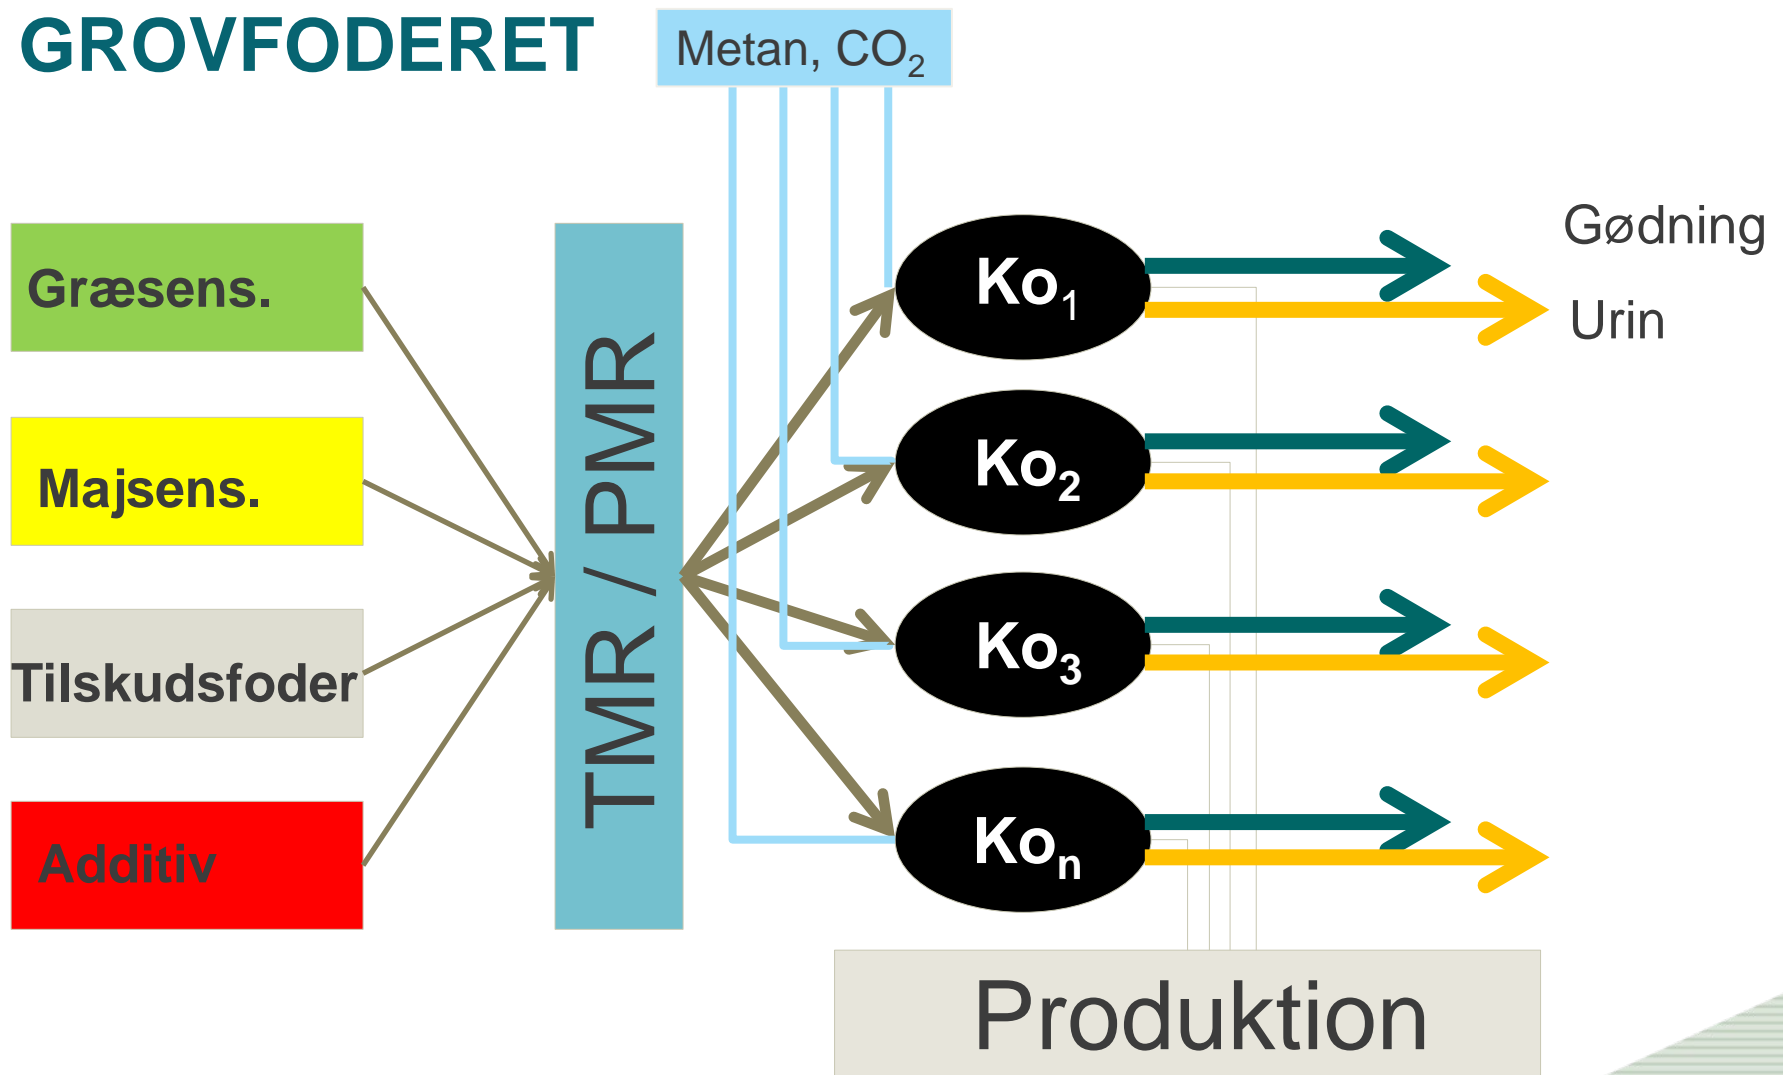 GROVFODERET
Metan, CO₂
Græsens.
Majsens.
Tilskudsfoder
Additiv
TMR / PMR
Ko₁
Ko₂
Ko₃
Koₙ
Gødning
Urin
Produktion